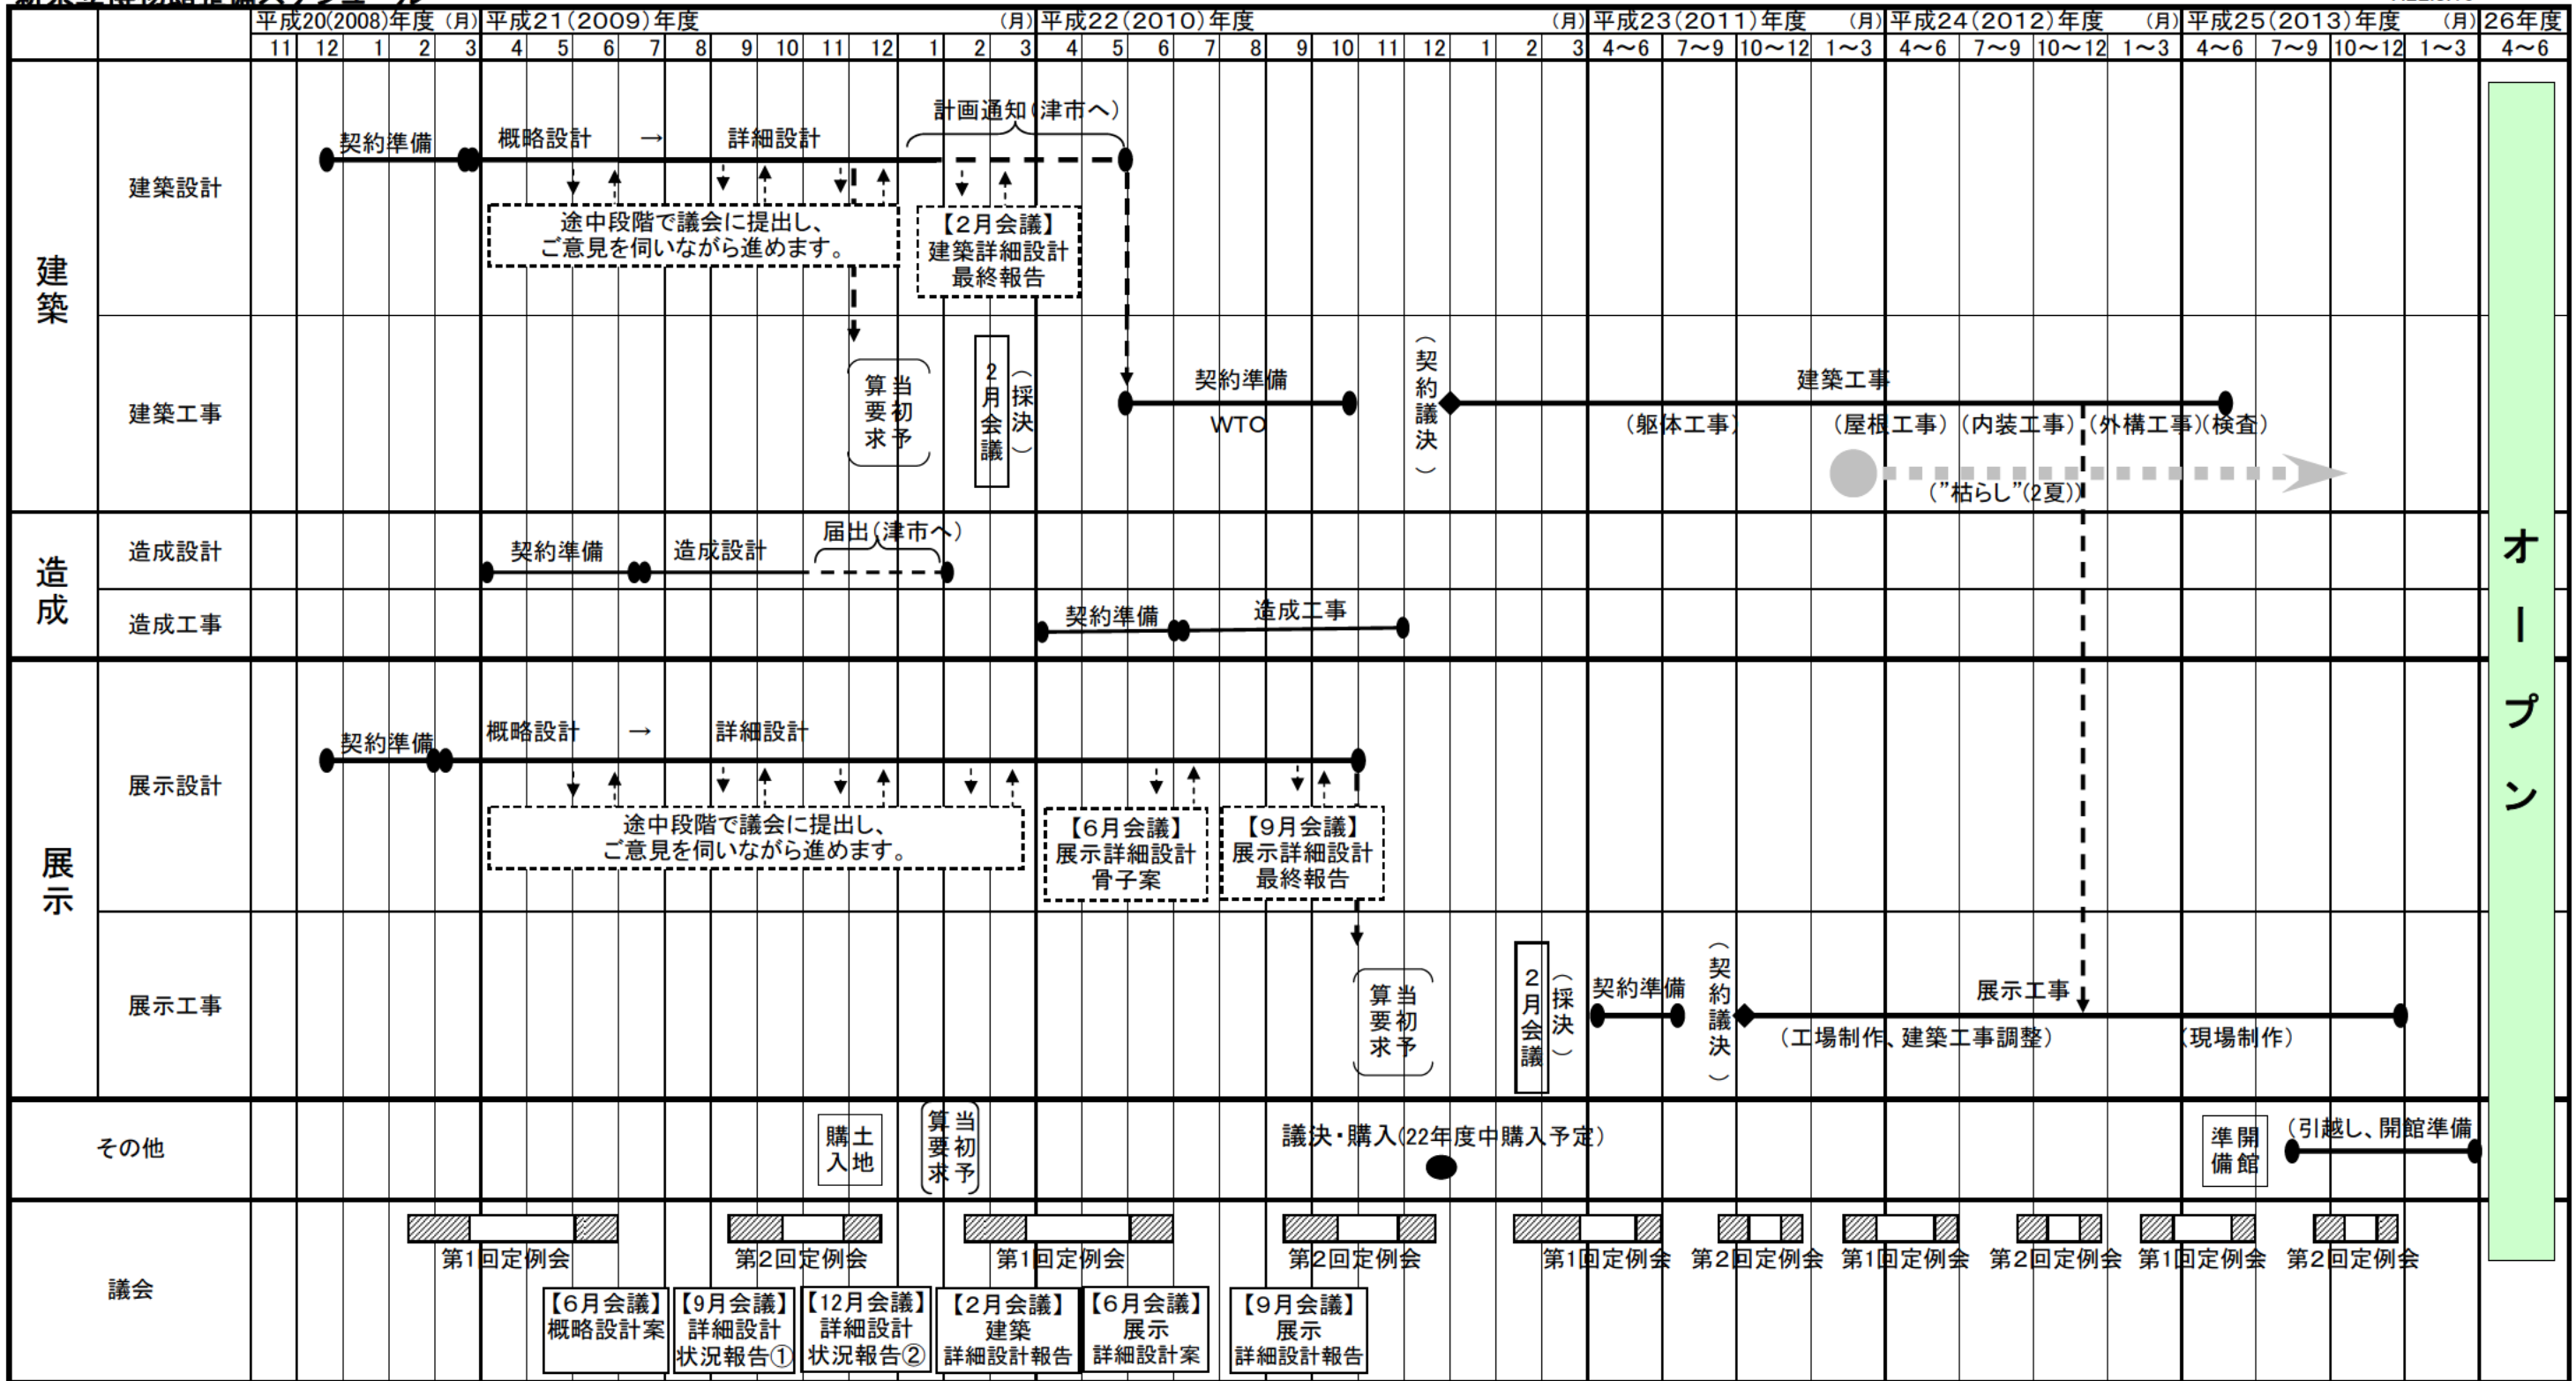 平成20(2008)年度 (月) 平成21(2009)年度 (月) 平成22(2010)年度 (月) 平成23(2011)年度 (月) 平成24(2012)年度 (月) 平成25(2013)年度 (月) 26年度
11 12 1 2 3 4 5 6 7 8 9 10 11 12 1 2 3 4 5 6 7 8 9 10 11 12 1 2 3 4～6 7～9 10～12 1～3 4～6 7～9 10～12 1～3 4～6 7～9 10～12 1～3 4～6
建築
建築設計
契約準備
概略設計 → 詳細設計
計画通知(津市へ)
途中段階で議会に提出し、
ご意見を伺いながら進めます。
【2月会議】
建築詳細設計
最終報告
建築工事
当初予
算要求
2月会議
(採決)
契約準備
WTO
(契約議決)
建築工事
(躯体工事) (屋根工事) (内装工事) (外構工事) (検査)
("枯らし"(2夏))
造成
造成設計
契約準備
造成設計
届出(津市へ)
造成工事
契約準備
造成工事
展示
展示設計
契約準備
概略設計 → 詳細設計
途中段階で議会に提出し、
ご意見を伺いながら進めます。
【6月会議】
展示詳細設計
骨子案
【9月会議】
展示詳細設計
最終報告
展示工事
当初予
算要求
2月会議
(採決)
契約準備
(契約議決)
展示工事
(工場制作、建築工事調整) (現場制作)
その他
土地
購入
当初予
算要求
議決・購入(22年度中購入予定)
開館
準備
(引越し、開館準備
議会
第1回定例会 第2回定例会 第1回定例会 第2回定例会 第1回定例会 第2回定例会 第1回定例会 第2回定例会 第1回定例会 第2回定例会
【6月会議】
概略設計案
【9月会議】
詳細設計
状況報告①
【12月会議】
詳細設計
状況報告②
【2月会議】
建築
詳細設計報告
【6月会議】
展示
詳細設計案
【9月会議】
展示
詳細設計報告
オープン